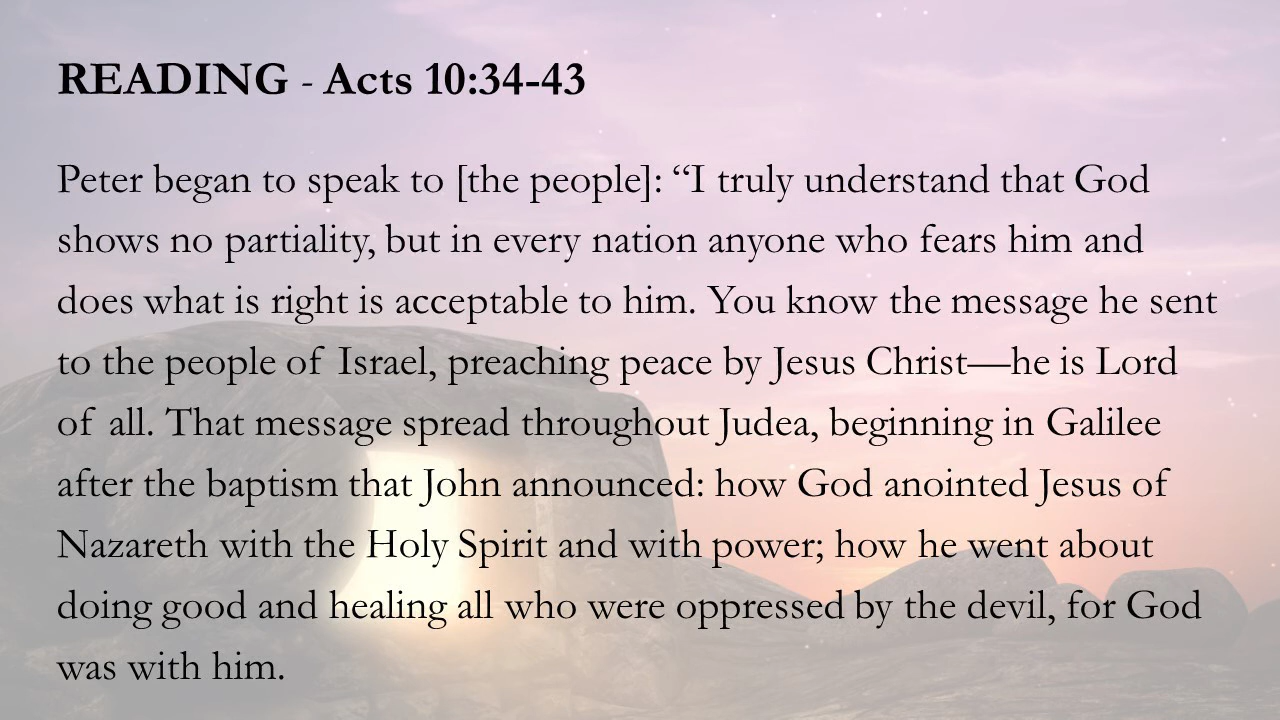 READING - Acts 10:34-43
Peter began to speak to [the people]: “I truly understand that God
shows no partiality, but in every nation anyone who fears him and
does what is right is acceptable to him. You know the message he sent
to the people of Israel, preaching peace by Jesus Christ—he is Lord
of all. That message spread throughout Judea, beginning in Galilee
after the baptism that John announced: how God anointed Jesus of
Nazareth with the Holy Spirit and with power; how he went about
doing good and healing all who were oppressed by the devil, for God
was with him.